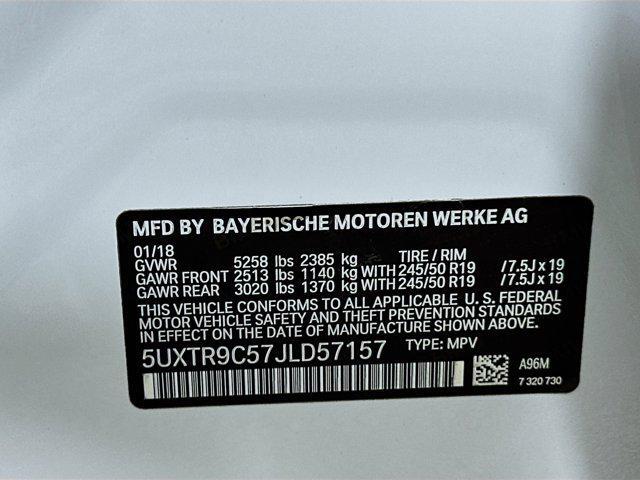 MFD BY BAYERISCHE MOTOREN WERKE AG
01/18
GVWR 5258 lbs 2385 kg TIRE / RIM
GAWR FRONT 2513 lbs 1140 kg WITH 245/50 R19 /7.5J x 19
GAWR REAR 3020 lbs 1370 kg WITH 245/50 R19 /7.5J x 19
THIS VEHICLE CONFORMS TO ALL APPLICABLE U. S. FEDERAL
MOTOR VEHICLE SAFETY AND THEFT PREVENTION STANDARDS
IN EFFECT ON THE DATE OF MANUFACTURE SHOWN ABOVE.
5UXTR9C57JLD57157 TYPE: MPV
A96M
7 320 730